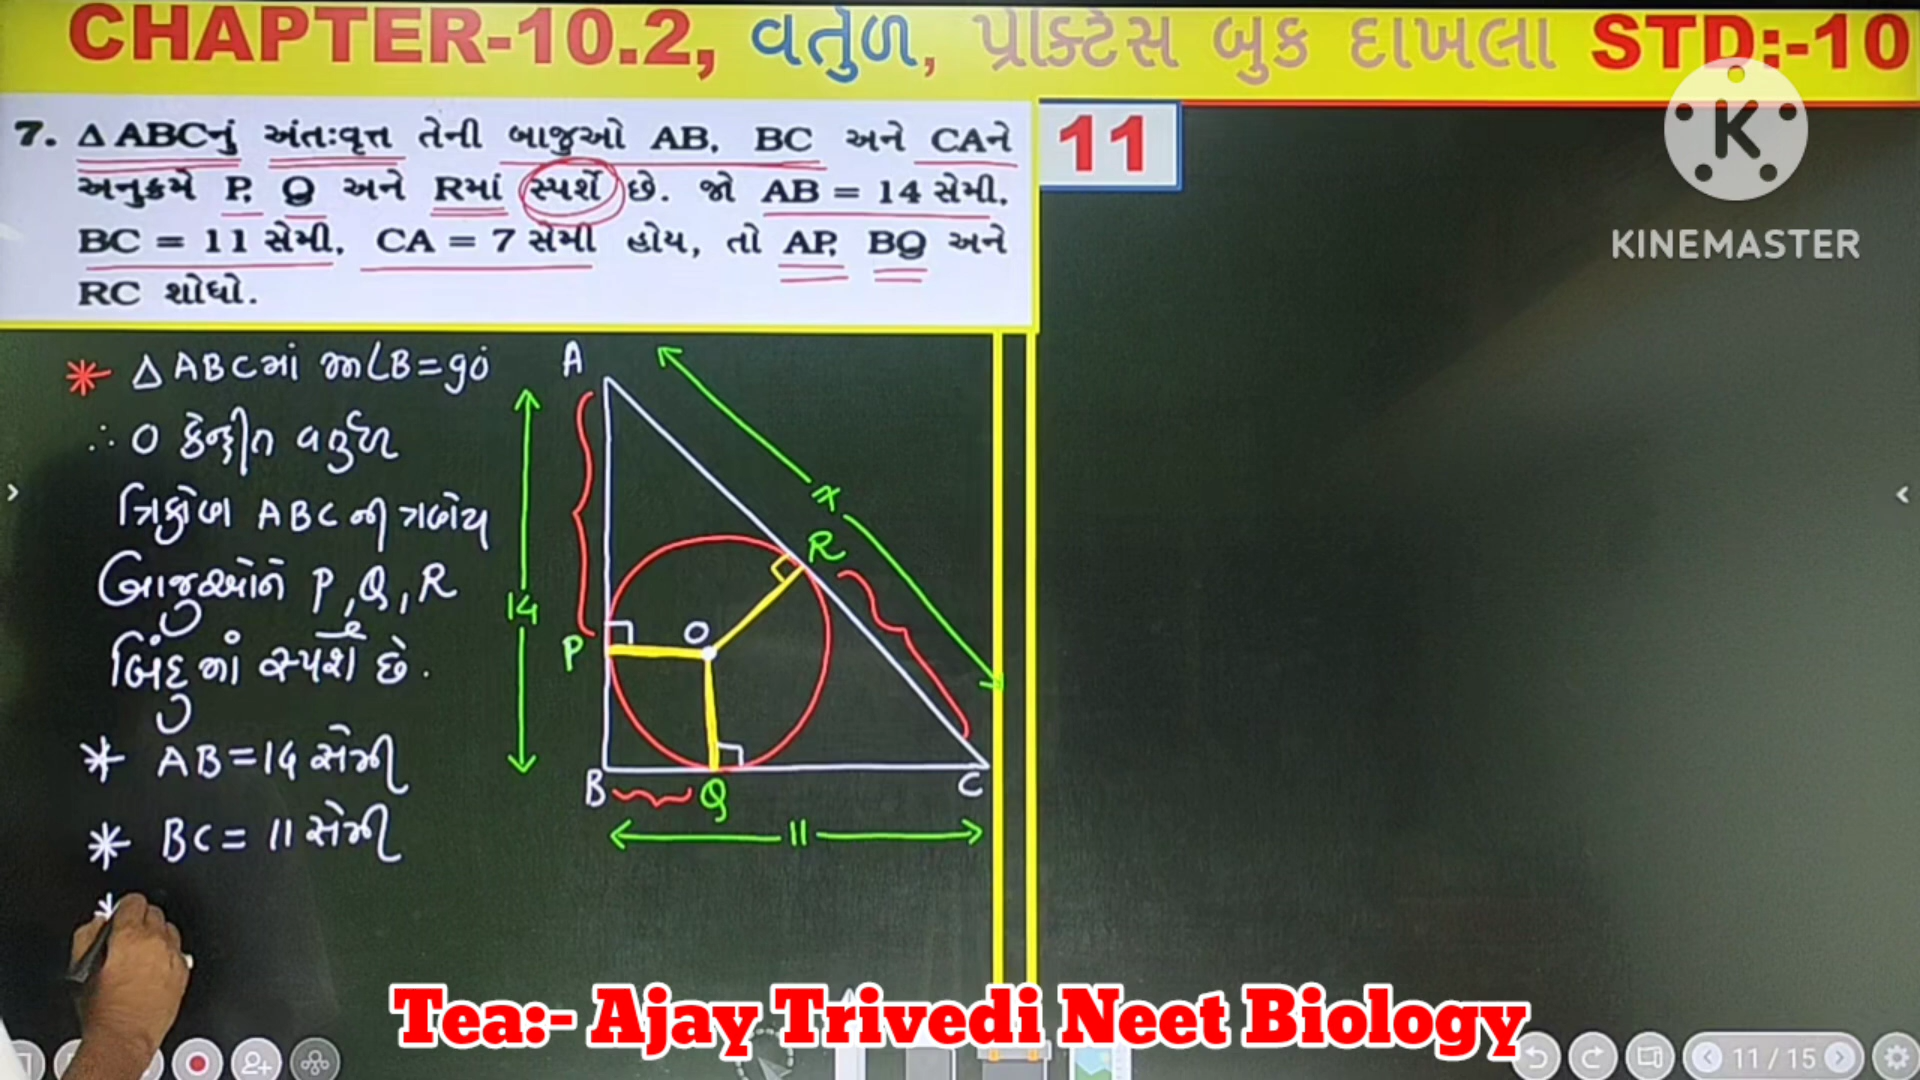 CHAPTER-10.2, વર્તુળ, પ્રેક્ટિસ બુક દાખલા STD:-10
7. Δ ABCનું અંતઃવૃત્ત તેની બાજુઓ AB, BC અને CAને
અનુક્રમે P, Q અને Rમાં સ્પર્શે છે. જો AB = 14 સેમી,
BC = 11 સેમી, CA = 7 સેમી હોય, તો AP, BQ અને
RC શોધો.
11
K
KINEMASTER
* Δ ABCમાં m∠B=90
∴ O કેન્દ્રીત વર્તુળ
ત્રિકોણ ABC ની ત્રણેય
બાજુઓને P, Q, R
બિંદુમાં સ્પર્શે છે.
* AB=14 સેમી
* BC= 11 સેમી
*
A
7
R
14
P
O
B
Q
C
11
Tea:- Ajay Trivedi Neet Biology
11 / 15